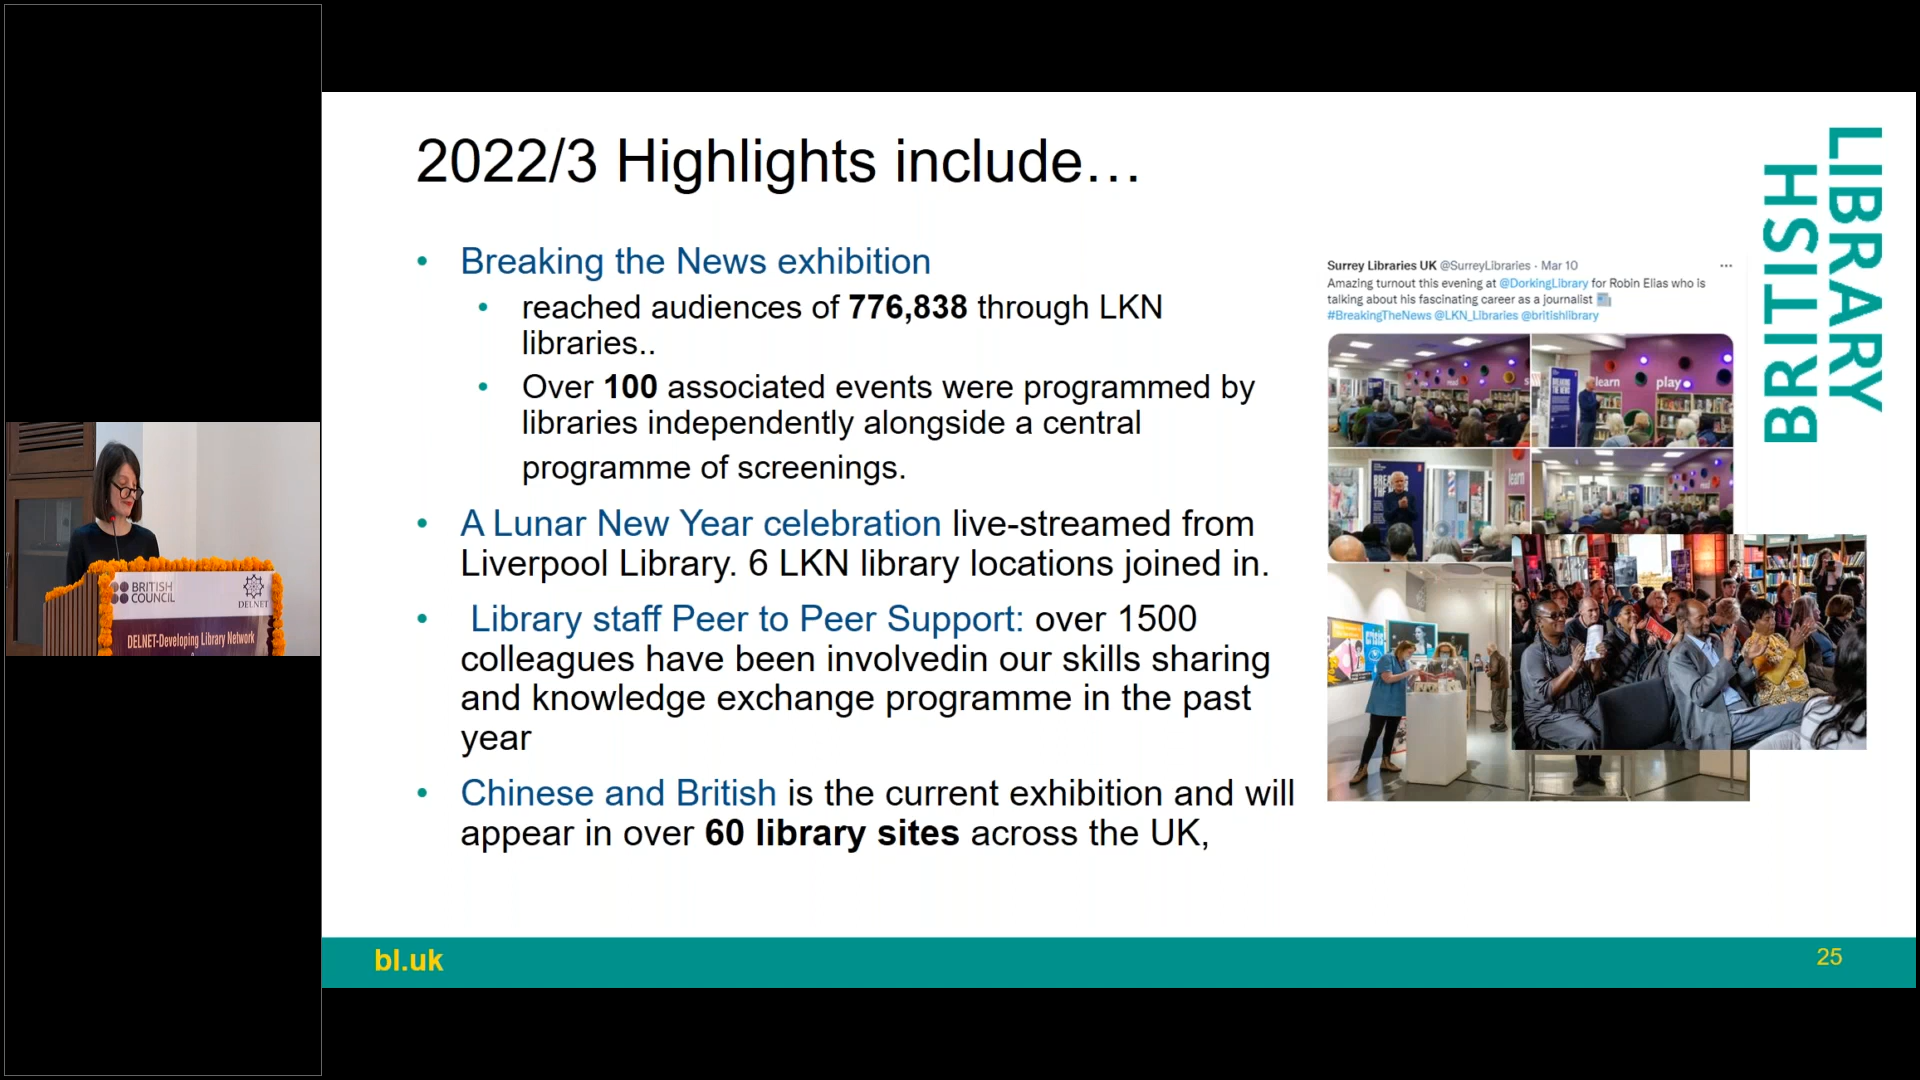 2022/3 Highlights include…
• Breaking the News exhibition
• reached audiences of 776,838 through LKN
libraries..
• Over 100 associated events were programmed by
libraries independently alongside a central
programme of screenings.
• A Lunar New Year celebration live-streamed from
Liverpool Library. 6 LKN library locations joined in.
• Library staff Peer to Peer Support: over 1500
colleagues have been involvedin our skills sharing
and knowledge exchange programme in the past
year
• Chinese and British is the current exhibition and will
appear in over 60 library sites across the UK,
Surrey Libraries UK @SurreyLibraries · Mar 10
Amazing turnout this evening at @DorkingLibrary for Robin Elias who is
talking about his fascinating career as a journalist
#BreakingTheNews @LKN_Libraries @britishlibrary
learn play
learn
BRITISH
LIBRARY
BRITISH
COUNCIL
DELNET
DELNET-Developing Library Network
bl.uk
25